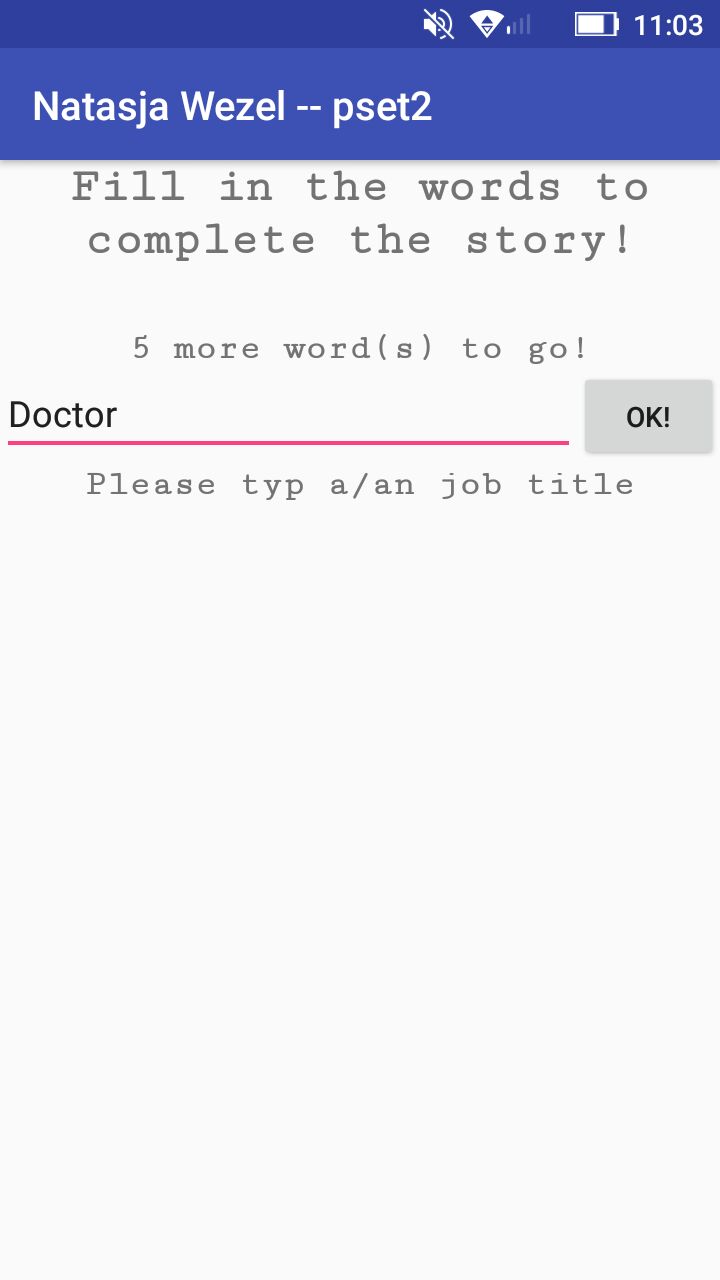 11:03
Natasja Wezel -- pset2
Fill in the words to
complete the story!
5 more word(s) to go!
Doctor
OK!
Please typ a/an job title